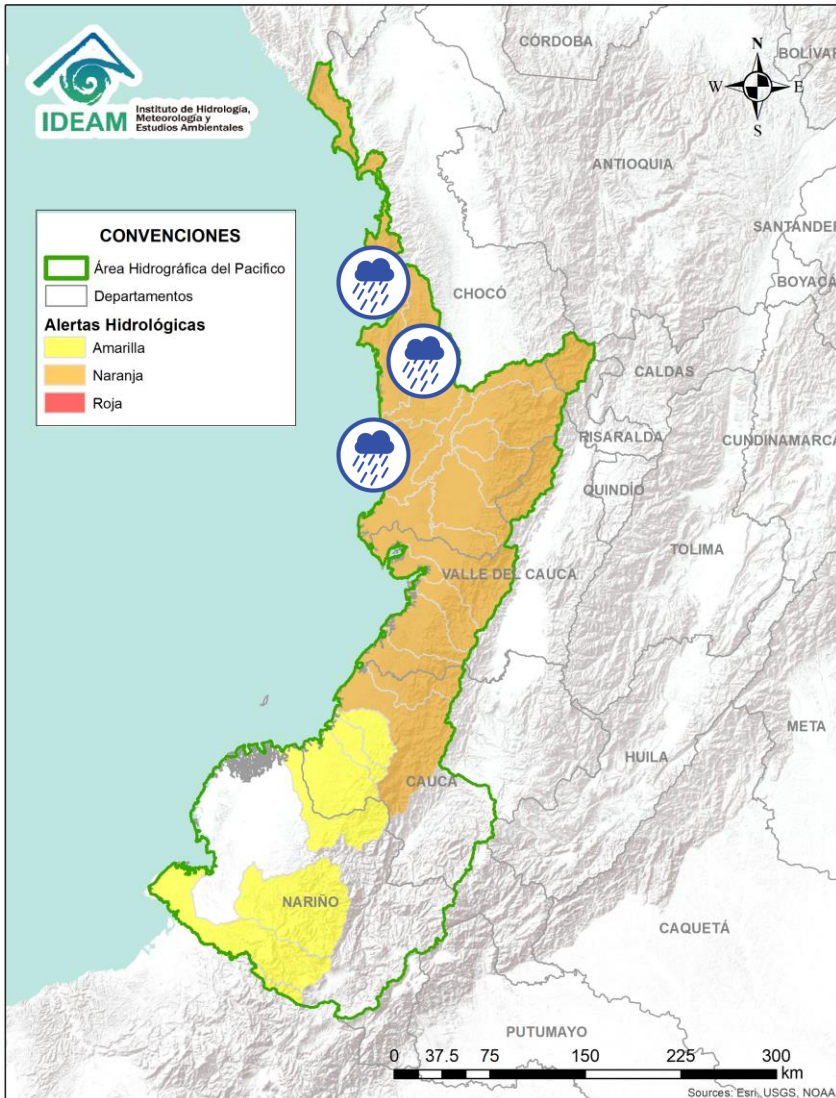 IDEAM
Instituto de Hidrología,
Meteorología y
Estudios Ambientales
CÓRDOBA
BOLÍVAR
N
W
E
S
ANTIOQUIA
SANTANDER
BOYACÁ
CONVENCIONES
Área Hidrográfica del Pacifico
Departamentos
Alertas Hidrológicas
Amarilla
Naranja
Roja
CHOCÓ
CALDAS
RISARALDA
CUNDINAMARCA
QUINDÍO
TOLIMA
VALLE DEL CAUCA
META
HUILA
CAUCA
NARIÑO
CAQUETÁ
PUTUMAYO
0 37.5 75 150 225 300
km
Sources: Esri, USGS, NOAA